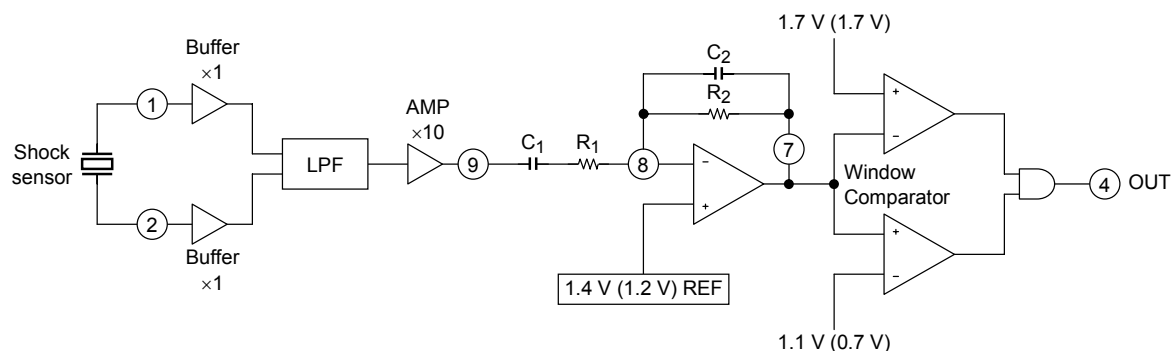 1.7 V (1.7 V)
Buffer
×1
C2
R2
AMP
×10
1
+
−
7
Shock
sensor
LPF
9
C1
R1
8
−
+
Window
Comparator
4
OUT
2
Buffer
×1
+
−
1.4 V (1.2 V) REF
1.1 V (0.7 V)